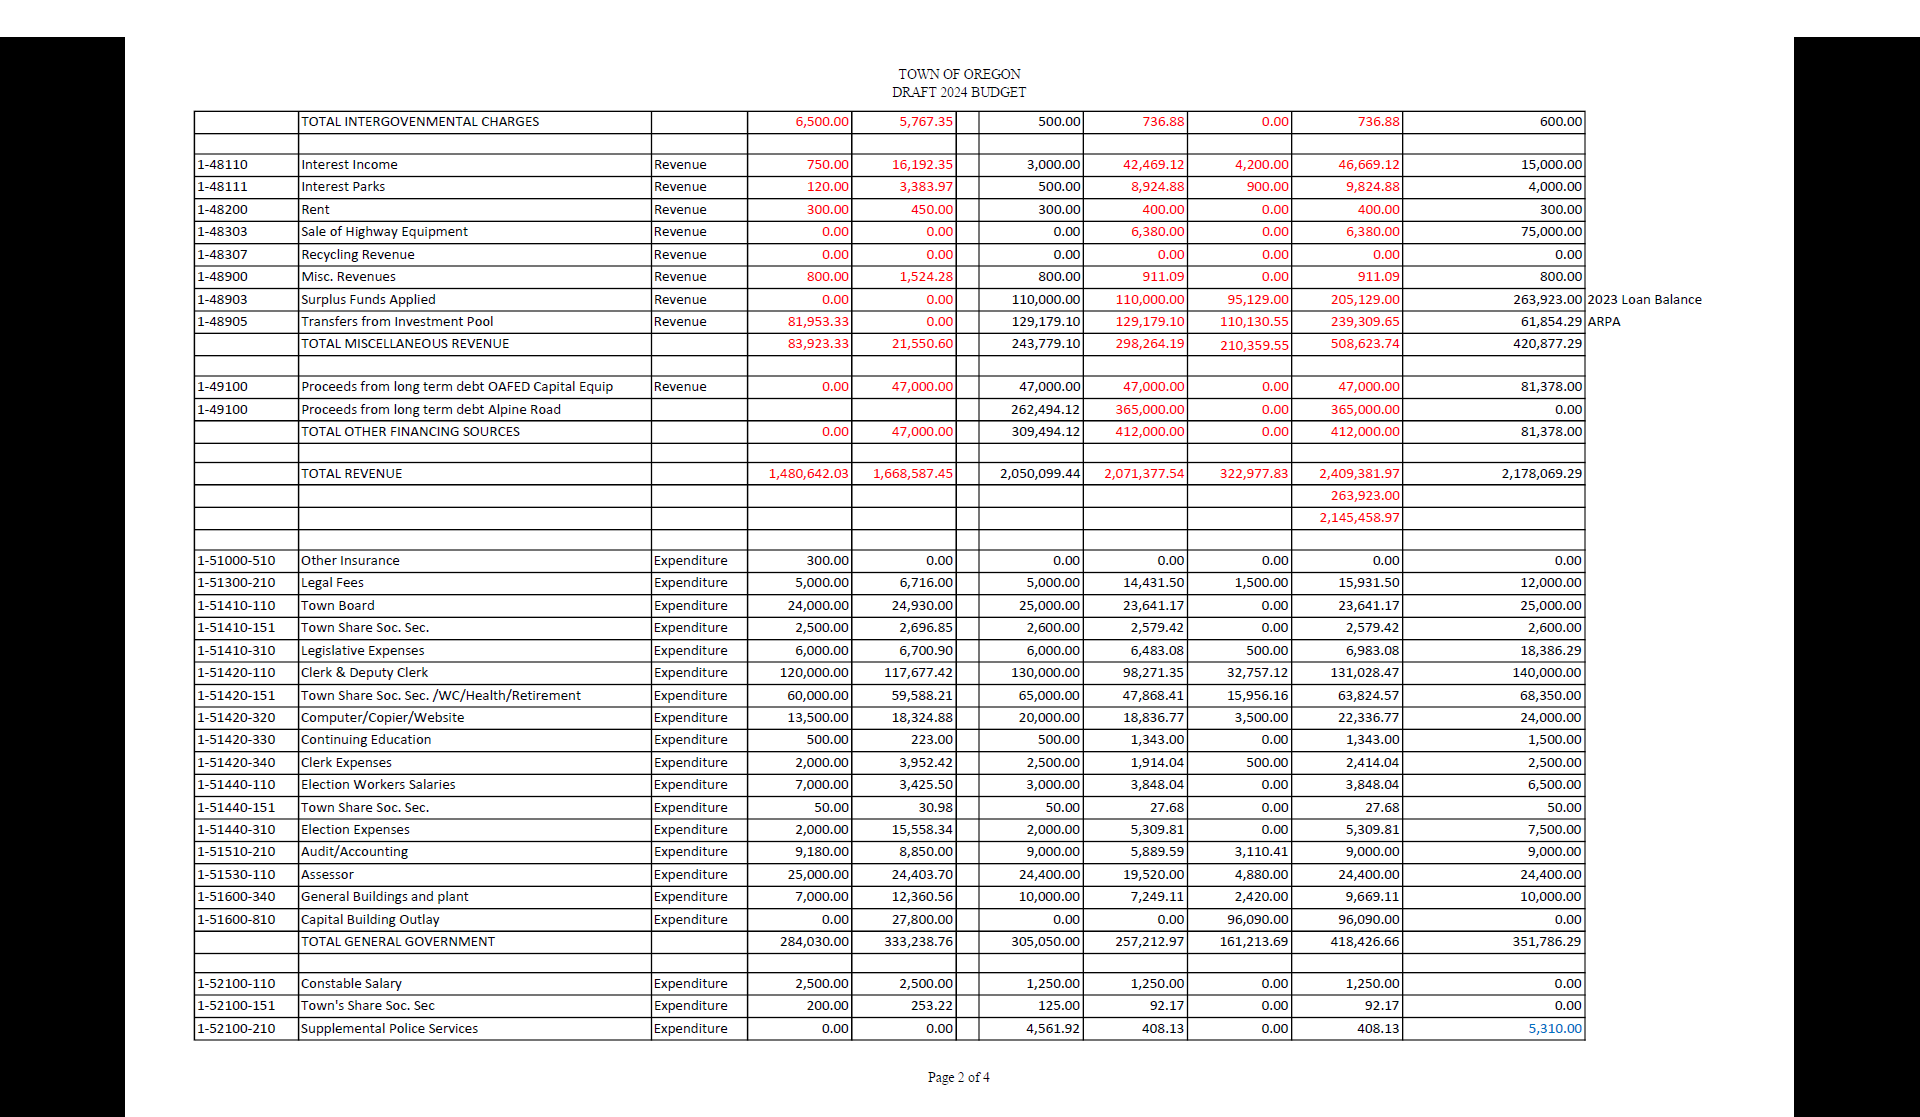 TOWN OF OREGON
DRAFT 2024 BUDGET
TOTAL INTERGOVENMENTAL CHARGES 6,500.00 5,767.35 500.00 736.88 0.00 736.88 600.00
1-48110 Interest Income Revenue 750.00 16,192.35 3,000.00 42,469.12 4,200.00 46,669.12 15,000.00
1-48111 Interest Parks Revenue 120.00 3,383.97 500.00 8,924.88 900.00 9,824.88 4,000.00
1-48200 Rent Revenue 300.00 450.00 300.00 400.00 0.00 400.00 300.00
1-48303 Sale of Highway Equipment Revenue 0.00 0.00 0.00 6,380.00 0.00 6,380.00 75,000.00
1-48307 Recycling Revenue Revenue 0.00 0.00 0.00 0.00 0.00 0.00 0.00
1-48900 Misc. Revenues Revenue 800.00 1,524.28 800.00 911.09 0.00 911.09 800.00
1-48903 Surplus Funds Applied Revenue 0.00 0.00 110,000.00 110,000.00 95,129.00 205,129.00 263,923.00 2023 Loan Balance
1-48905 Transfers from Investment Pool Revenue 81,953.33 0.00 129,179.10 129,179.10 110,130.55 239,309.65 61,854.29 ARPA
TOTAL MISCELLANEOUS REVENUE 83,923.33 21,550.60 243,779.10 298,264.19 210,359.55 508,623.74 420,877.29
1-49100 Proceeds from long term debt OAFED Capital Equip Revenue 0.00 47,000.00 47,000.00 47,000.00 0.00 47,000.00 81,378.00
1-49100 Proceeds from long term debt Alpine Road 262,494.12 365,000.00 0.00 365,000.00 0.00
TOTAL OTHER FINANCING SOURCES 0.00 47,000.00 309,494.12 412,000.00 0.00 412,000.00 81,378.00
TOTAL REVENUE 1,480,642.03 1,668,587.45 2,050,099.44 2,071,377.54 322,977.83 2,409,381.97 2,178,069.29
263,923.00
2,145,458.97
1-51000-510 Other Insurance Expenditure 300.00 0.00 0.00 0.00 0.00 0.00 0.00
1-51300-210 Legal Fees Expenditure 5,000.00 6,716.00 5,000.00 14,431.50 1,500.00 15,931.50 12,000.00
1-51410-110 Town Board Expenditure 24,000.00 24,930.00 25,000.00 23,641.17 0.00 23,641.17 25,000.00
1-51410-151 Town Share Soc. Sec. Expenditure 2,500.00 2,696.85 2,600.00 2,579.42 0.00 2,579.42 2,600.00
1-51410-310 Legislative Expenses Expenditure 6,000.00 6,700.90 6,000.00 6,483.08 500.00 6,983.08 18,386.29
1-51420-110 Clerk & Deputy Clerk Expenditure 120,000.00 117,677.42 130,000.00 98,271.35 32,757.12 131,028.47 140,000.00
1-51420-151 Town Share Soc. Sec. /WC/Health/Retirement Expenditure 60,000.00 59,588.21 65,000.00 47,868.41 15,956.16 63,824.57 68,350.00
1-51420-320 Computer/Copier/Website Expenditure 13,500.00 18,324.88 20,000.00 18,836.77 3,500.00 22,336.77 24,000.00
1-51420-330 Continuing Education Expenditure 500.00 223.00 500.00 1,343.00 0.00 1,343.00 1,500.00
1-51420-340 Clerk Expenses Expenditure 2,000.00 3,952.42 2,500.00 1,914.04 500.00 2,414.04 2,500.00
1-51440-110 Election Workers Salaries Expenditure 7,000.00 3,425.50 3,000.00 3,848.04 0.00 3,848.04 6,500.00
1-51440-151 Town Share Soc. Sec. Expenditure 50.00 30.98 50.00 27.68 0.00 27.68 50.00
1-51440-310 Election Expenses Expenditure 2,000.00 15,558.34 2,000.00 5,309.81 0.00 5,309.81 7,500.00
1-51510-210 Audit/Accounting Expenditure 9,180.00 8,850.00 9,000.00 5,889.59 3,110.41 9,000.00 9,000.00
1-51530-110 Assessor Expenditure 25,000.00 24,403.70 24,400.00 19,520.00 4,880.00 24,400.00 24,400.00
1-51600-340 General Buildings and plant Expenditure 7,000.00 12,360.56 10,000.00 7,249.11 2,420.00 9,669.11 10,000.00
1-51600-810 Capital Building Outlay Expenditure 0.00 27,800.00 0.00 0.00 96,090.00 96,090.00 0.00
TOTAL GENERAL GOVERNMENT 284,030.00 333,238.76 305,050.00 257,212.97 161,213.69 418,426.66 351,786.29
1-52100-110 Constable Salary Expenditure 2,500.00 2,500.00 1,250.00 1,250.00 0.00 1,250.00 0.00
1-52100-151 Town's Share Soc. Sec Expenditure 200.00 253.22 125.00 92.17 0.00 92.17 0.00
1-52100-210 Supplemental Police Services Expenditure 0.00 0.00 4,561.92 408.13 0.00 408.13 5,310.00
Page 2 of 4